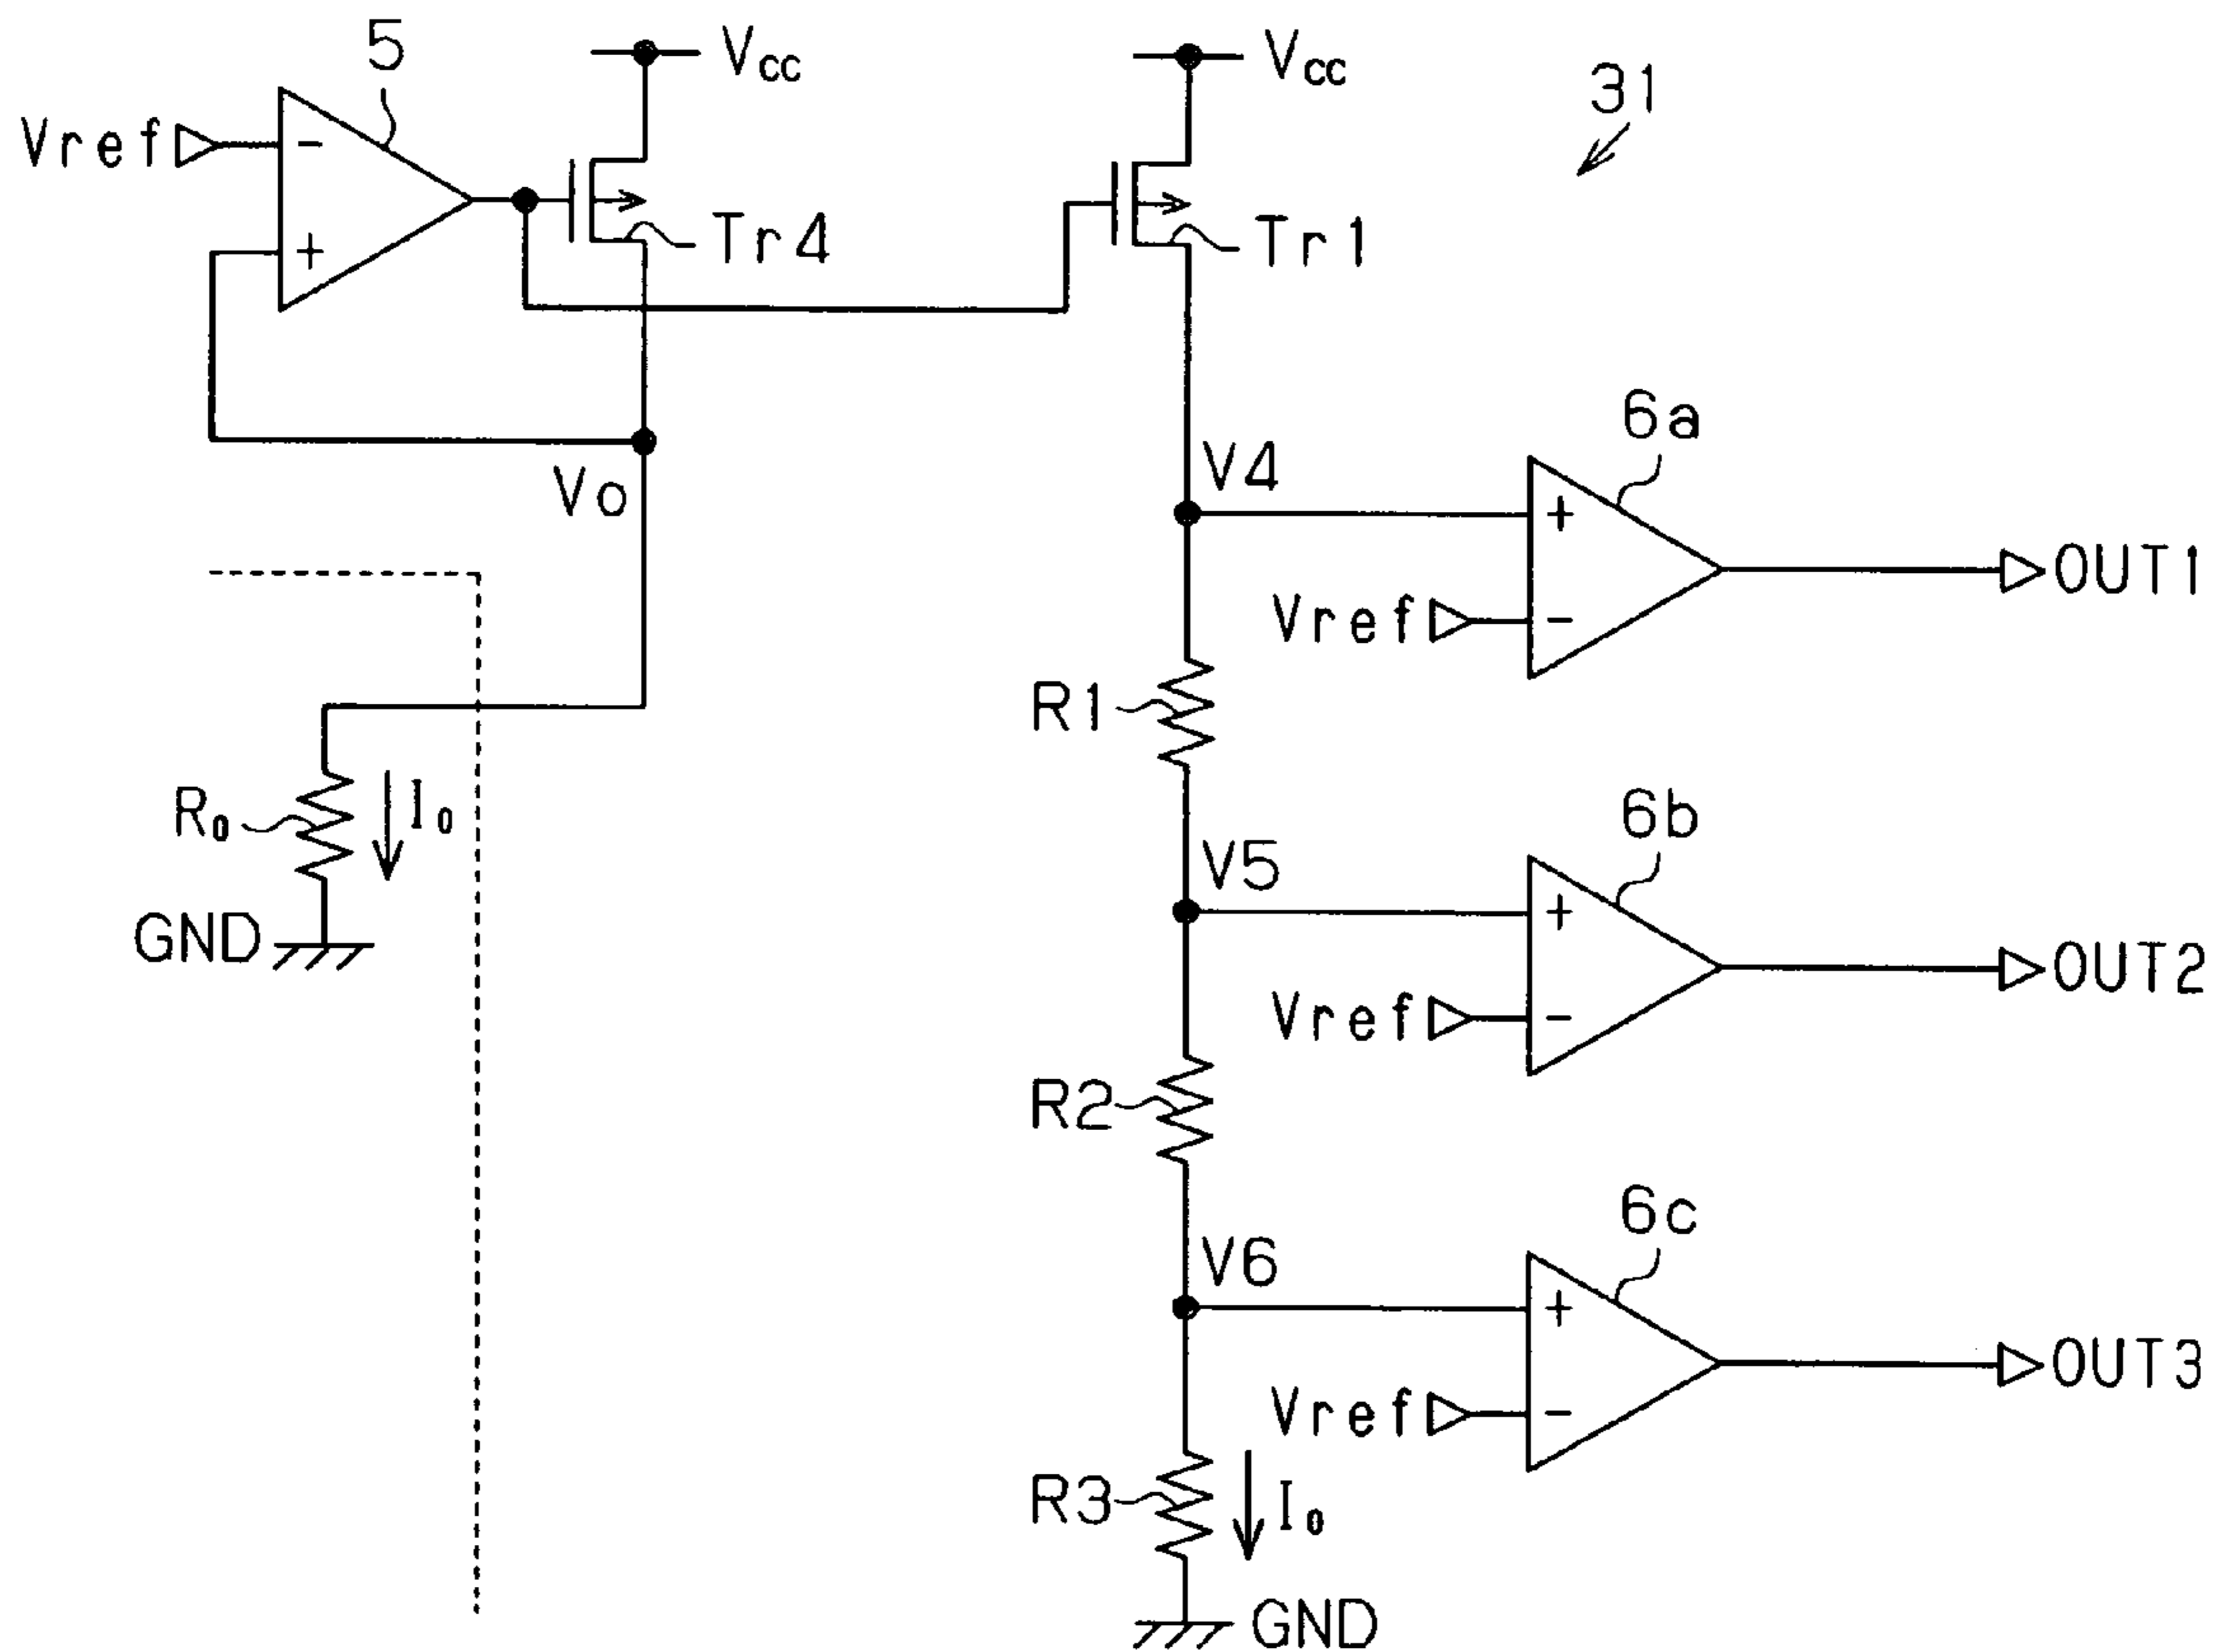 5
Vcc
Vcc
31
Vref
-
+
Tr4
Tr1
Vo
V4
6a
+
Vref
-
OUT1
R1
R0
I0
GND
V5
6b
+
Vref
-
OUT2
R2
V6
6c
+
Vref
-
OUT3
R3
I0
GND